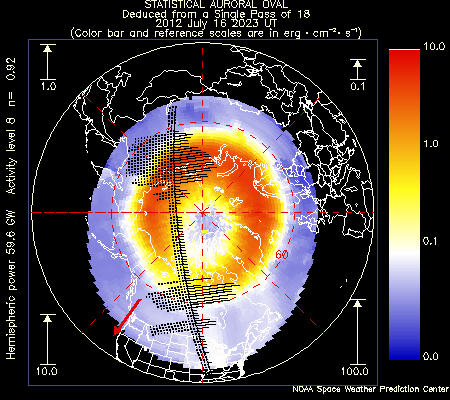 STATISTICAL AURORAL OVAL
Deduced from a Single Pass of 18
2012 July 16 2023 UT
(Color bar and reference scales are in erg · cm⁻² · s⁻¹)
Hemispheric power 59.6 GW Activity level 8 n= 0.92
1.0
0.1
10.0
1.0
0.1
0.0
60
10.0
100.0
NOAA Space Weather Prediction Center